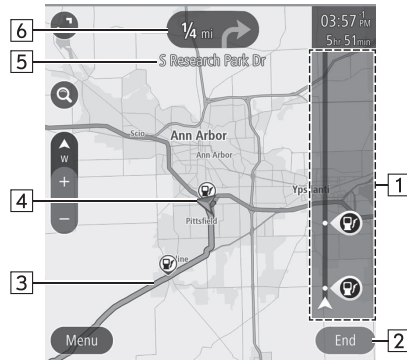 6
1/4 mi
03:57 PM
5hr 51min
5
S Research Park Dr
Scio
Ann Arbor
W
Ann Arbor
1
+
4
Pittsfield
-
3
Menu
End
2